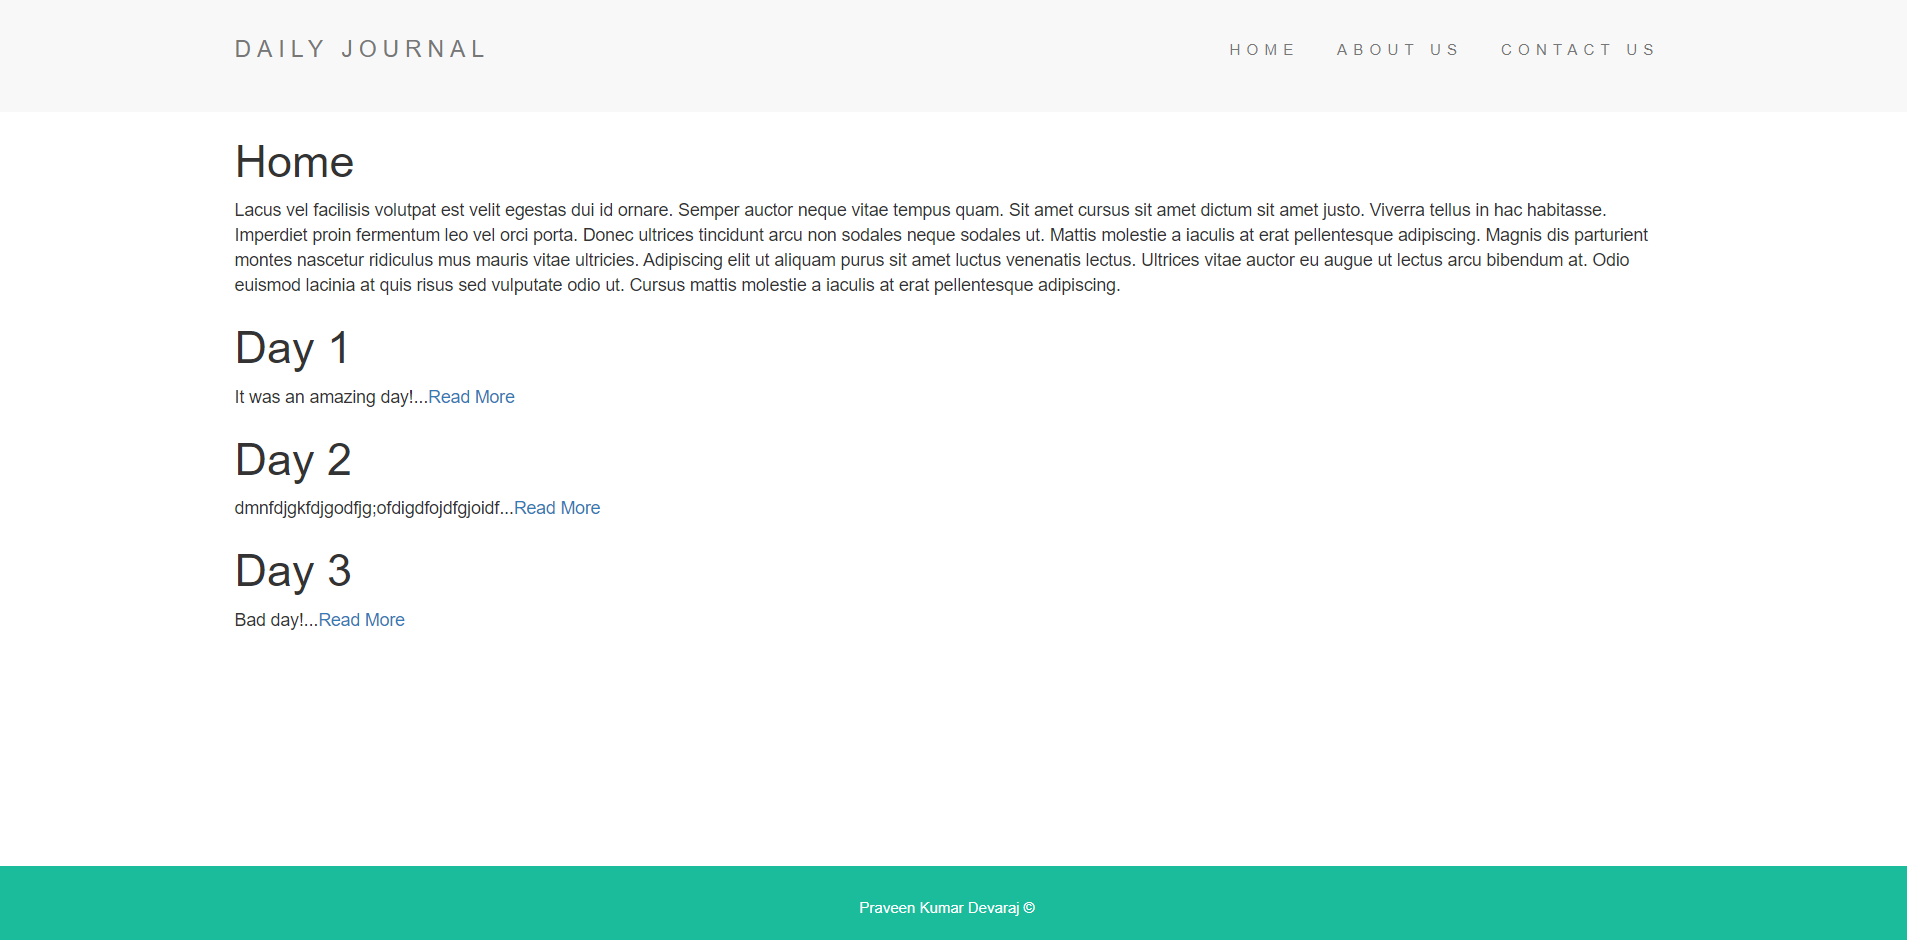 DAILY JOURNAL
HOME ABOUT US CONTACT US
Home
Lacus vel facilisis volutpat est velit egestas dui id ornare. Semper auctor neque vitae tempus quam. Sit amet cursus sit amet dictum sit amet justo. Viverra tellus in hac habitasse.
Imperdiet proin fermentum leo vel orci porta. Donec ultrices tincidunt arcu non sodales neque sodales ut. Mattis molestie a iaculis at erat pellentesque adipiscing. Magnis dis parturient
montes nascetur ridiculus mus mauris vitae ultricies. Adipiscing elit ut aliquam purus sit amet luctus venenatis lectus. Ultrices vitae auctor eu augue ut lectus arcu bibendum at. Odio
euismod lacinia at quis risus sed vulputate odio ut. Cursus mattis molestie a iaculis at erat pellentesque adipiscing.
Day 1
It was an amazing day!...Read More
Day 2
dmnfdjgkfdjgodfjg;ofdigdfojdfgjoidf...Read More
Day 3
Bad day!...Read More
Praveen Kumar Devaraj ©